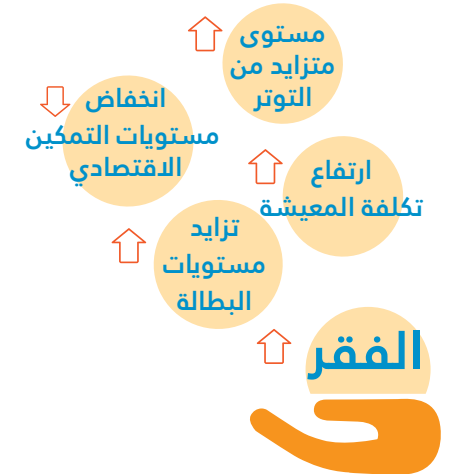 مستوى
متزايد من
التوتر
انخفاض
مستويات التمكين
الاقتصادي
ارتفاع
تكلفة المعيشة
تزايد
مستويات
البطالة
الفقر